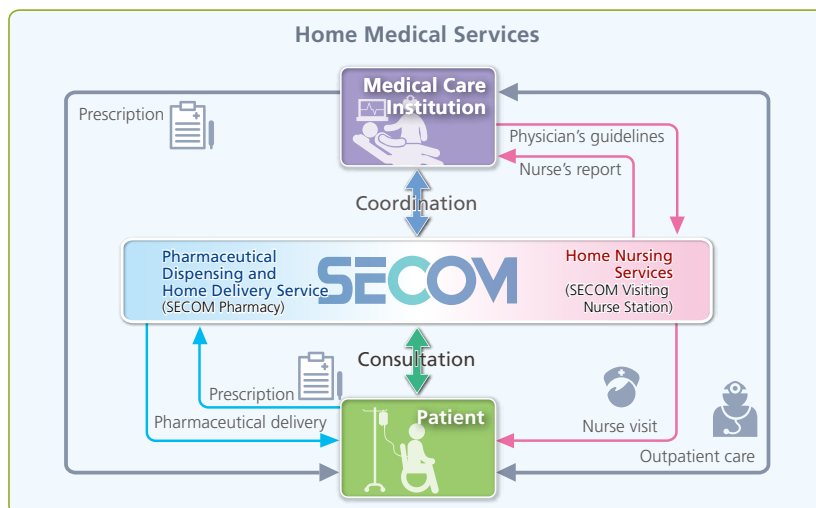 Home Medical Services
Medical Care
Institution
Prescription
Physician's guidelines
Nurse's report
Coordination
Pharmaceutical
Dispensing and
Home Delivery Service
(SECOM Pharmacy)
SECOM
Home Nursing
Services
(SECOM Visiting
Nurse Station)
Consultation
Prescription
Pharmaceutical delivery
Patient
Nurse visit
Outpatient care